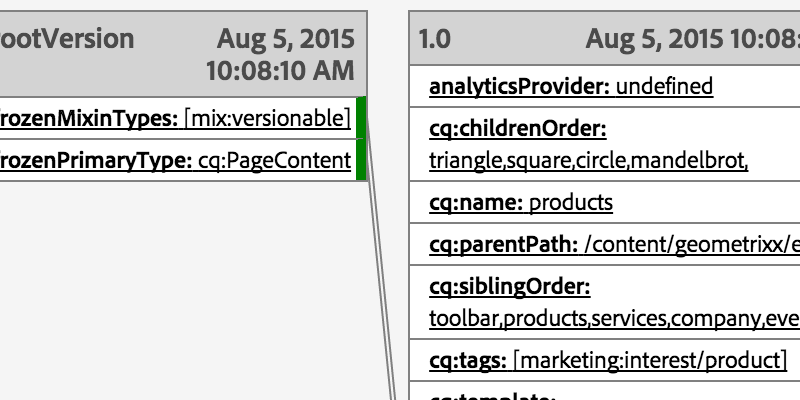 ootVersion
Aug 5, 2015
10:08:10 AM
rozenMixinTypes: [mix:versionable]
rozenPrimaryType: cq:PageContent
1.0
Aug 5, 2015 10:08:
analyticsProvider: undefined
cq:childrenOrder:
triangle,square,circle,mandelbrot,
cq:name: products
cq:parentPath: /content/geometrixx/e
cq:siblingOrder:
toolbar,products,services,company,eve
cq:tags: [marketing:interest/product]
cq:template: